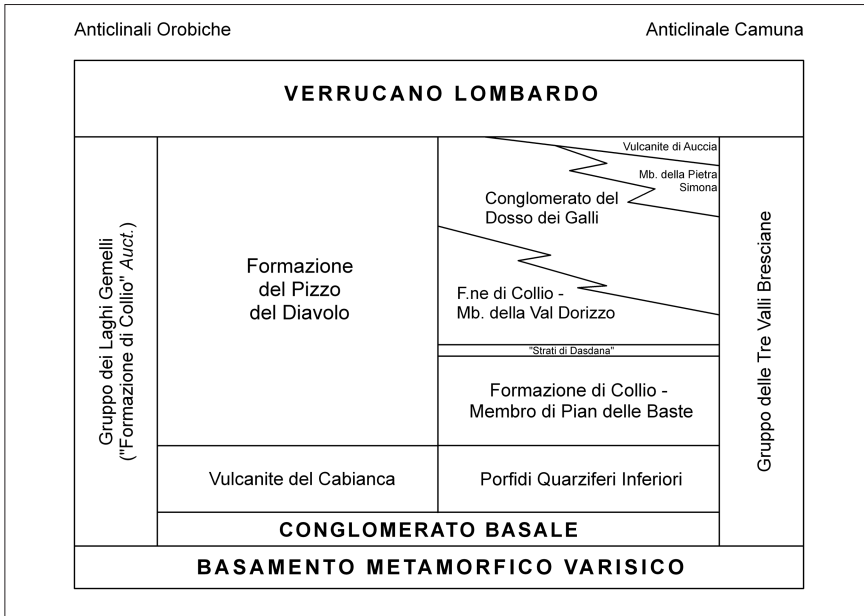 Anticlinali Orobiche
Anticlinale Camuna
VERRUCANO LOMBARDO
Gruppo dei Laghi Gemelli
("Formazione di Collio" Auct.)
Formazione
del Pizzo
del Diavolo
Vulcanite di Auccia
Mb. della Pietra
Simona
Conglomerato del
Dosso dei Galli
F.ne di Collio -
Mb. della Val Dorizzo
"Strati di Dasdana"
Formazione di Collio -
Membro di Pian delle Baste
Gruppo delle Tre Valli Bresciane
Vulcanite del Cabianca
Porfidi Quarziferi Inferiori
CONGLOMERATO BASALE
BASAMENTO METAMORFICO VARISICO